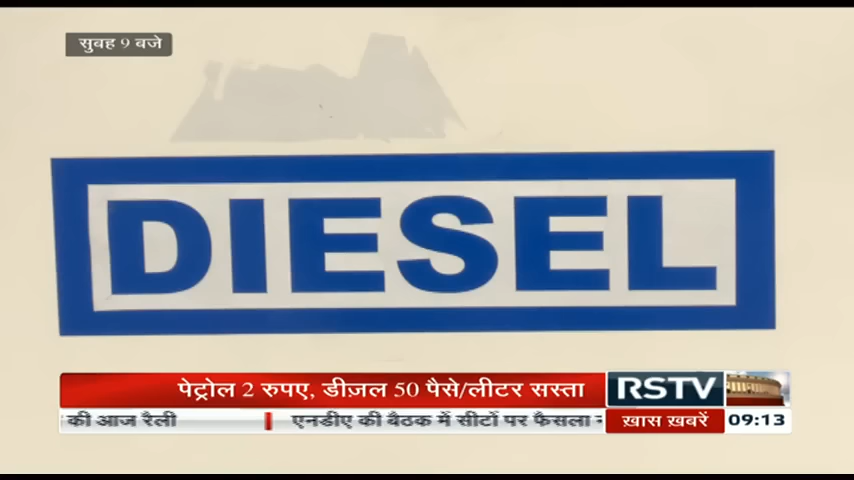 सुबह 9 बजे
DIESEL
पेट्रोल 2 रुपए, डीज़ल 50 पैसे/लीटर सस्ता
RSTV
की आज रैली
एनडीए की बैठक में सीटों पर फैसला
ख़ास ख़बरें
09:13